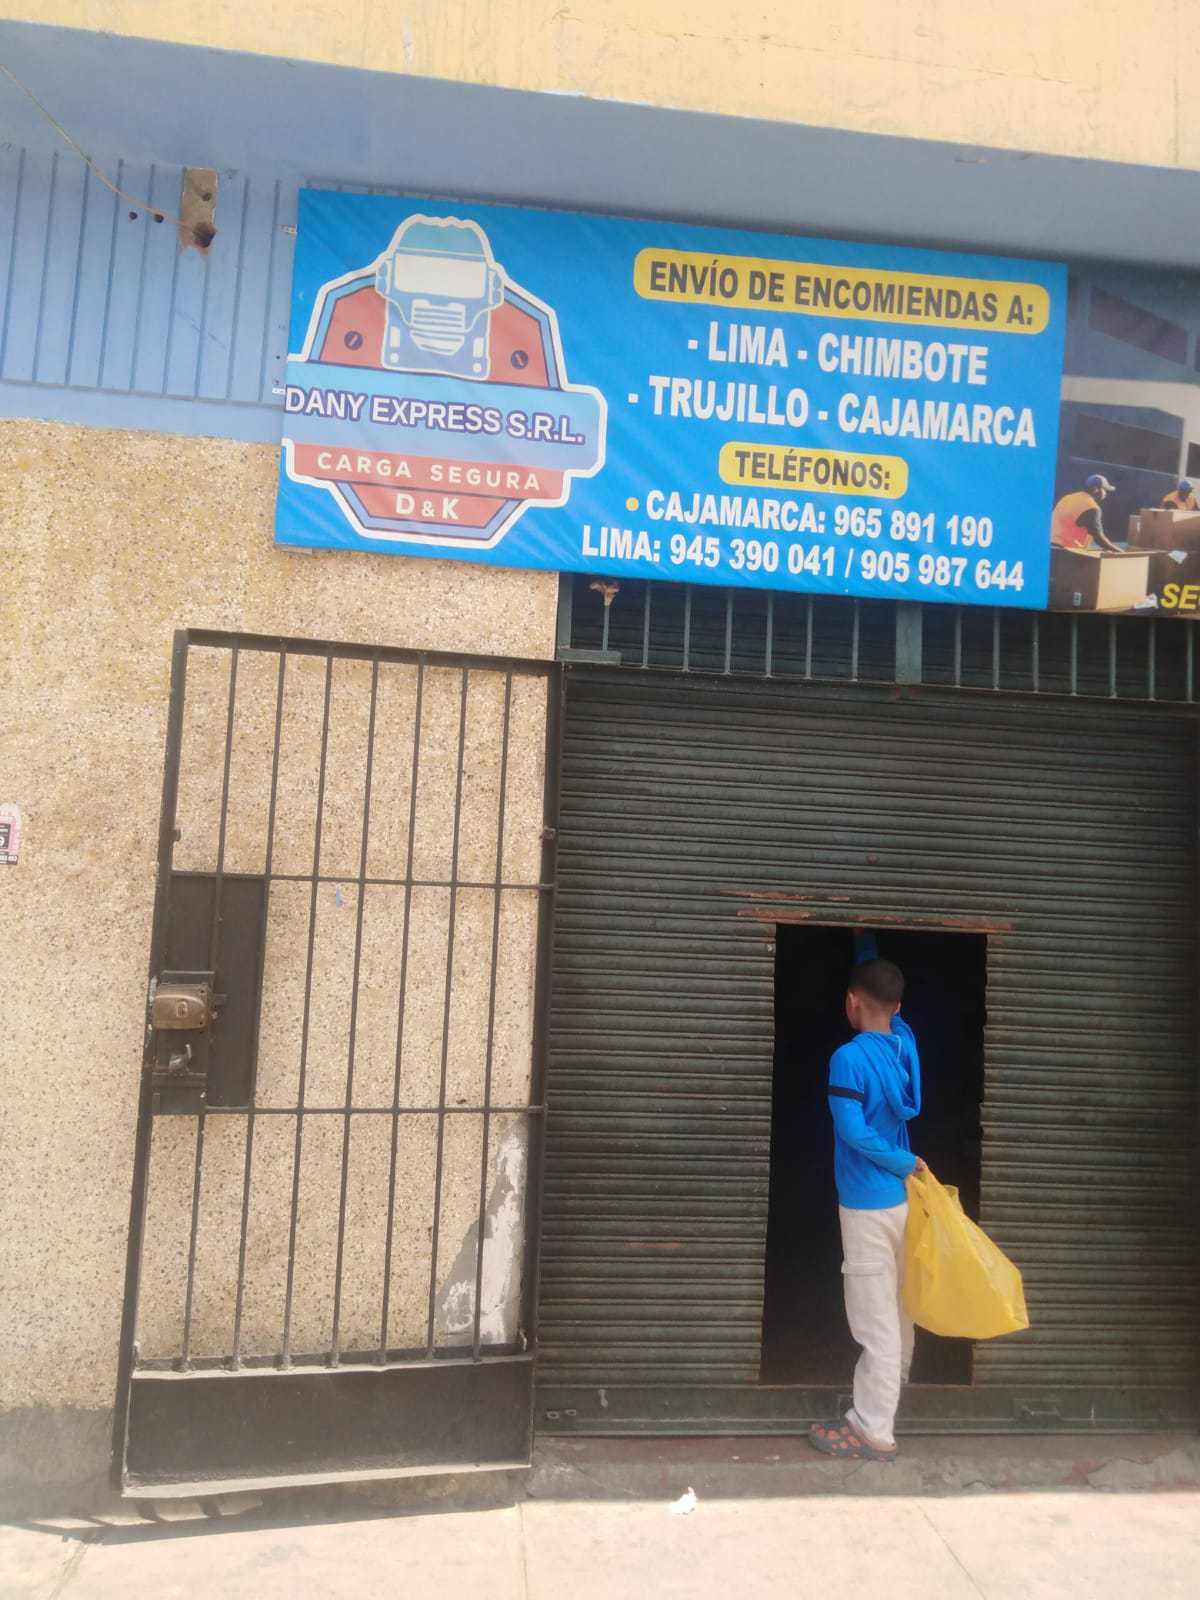 DANY EXPRESS S.R.L.
CARGA SEGURA
D & K
ENVÍO DE ENCOMIENDAS A:
- LIMA - CHIMBOTE
- TRUJILLO - CAJAMARCA
TELÉFONOS:
• CAJAMARCA: 965 891 190
LIMA: 945 390 041 / 905 987 644